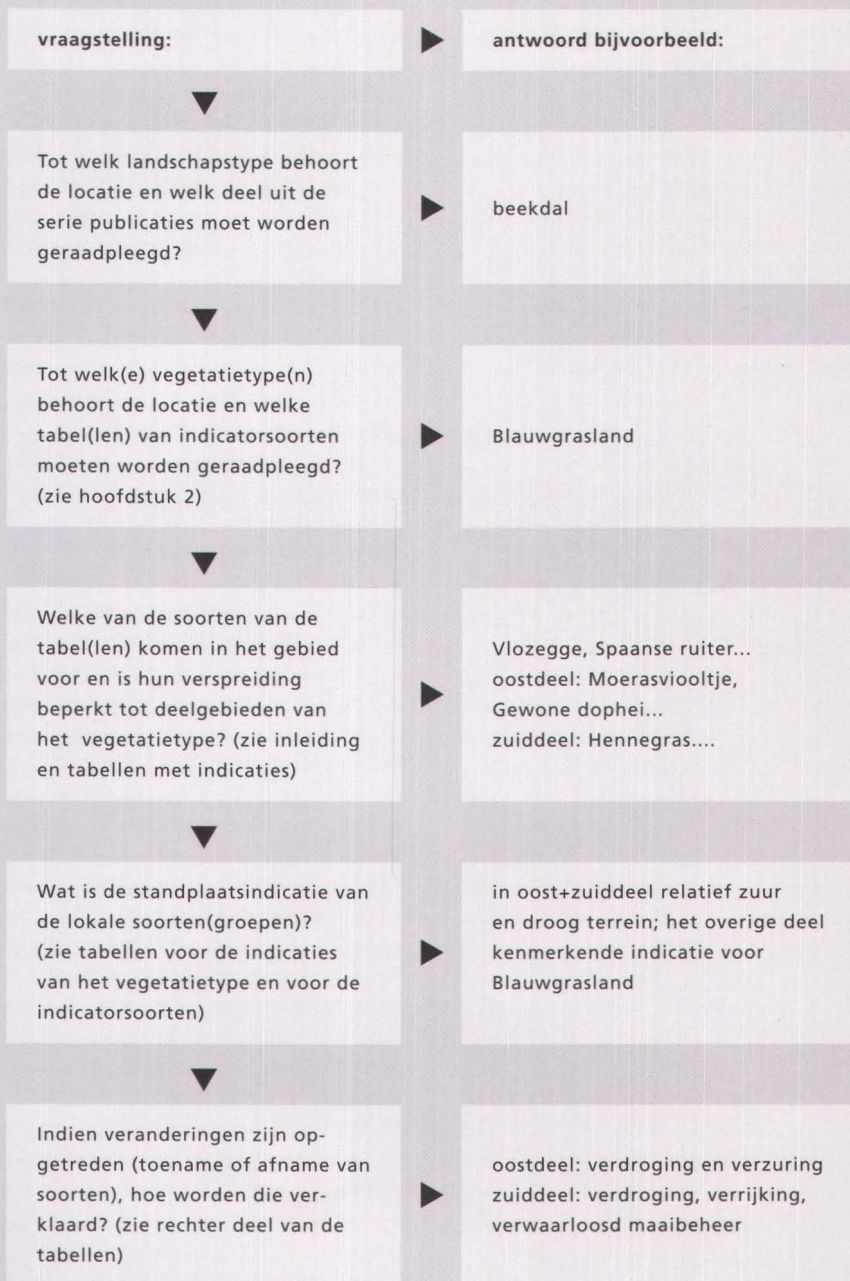 vraagstelling:
antwoord bijvoorbeeld:
Tot welk landschapstype behoort
de locatie en welk deel uit de
serie publicaties moet worden
geraadpleegd?
beekdal
Tot welk(e) vegetatietype(n)
behoort de locatie en welke
tabel(len) van indicatorsoorten
moeten worden geraadpleegd?
(zie hoofdstuk 2)
Blauwgrasland
Welke van de soorten van de
tabel(len) komen in het gebied
voor en is hun verspreiding
beperkt tot deelgebieden van
het vegetatietype? (zie inleiding
en tabellen met indicaties)
Vlozegge, Spaanse ruiter...
oostdeel: Moerasviooltje,
Gewone dophei...
zuiddeel: Hennegras....
Wat is de standplaatsindicatie van
de lokale soorten(groepen)?
(zie tabellen voor de indicaties
van het vegetatietype en voor de
indicatorsoorten)
in oost+zuiddeel relatief zuur
en droog terrein; het overige deel
kenmerkende indicatie voor
Blauwgrasland
Indien veranderingen zijn op-
getreden (toename of afname van
soorten), hoe worden die ver-
klaard? (zie rechter deel van de
tabellen)
oostdeel: verdroging en verzuring
zuiddeel: verdroging, verrijking,
verwaarloosd maaibeheer